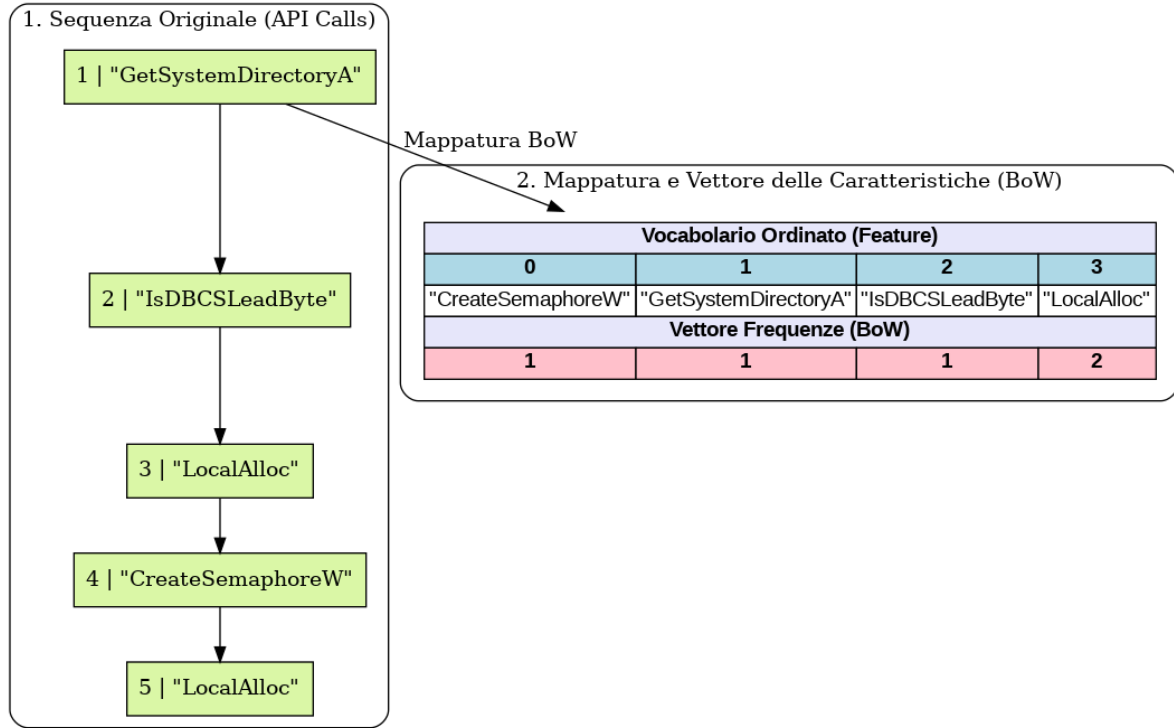 1. Sequenza Originale (API Calls)
1 | "GetSystemDirectoryA"
2 | "IsDBCSLeadByte"
3 | "LocalAlloc"
4 | "CreateSemaphoreW"
5 | "LocalAlloc"
Mappatura BoW
2. Mappatura e Vettore delle Caratteristiche (BoW)
Vocabolario Ordinato (Feature)
0 1 2 3
"CreateSemaphoreW" "GetSystemDirectoryA" "IsDBCSLeadByte" "LocalAlloc"
Vettore Frequenze (BoW)
1 1 1 2